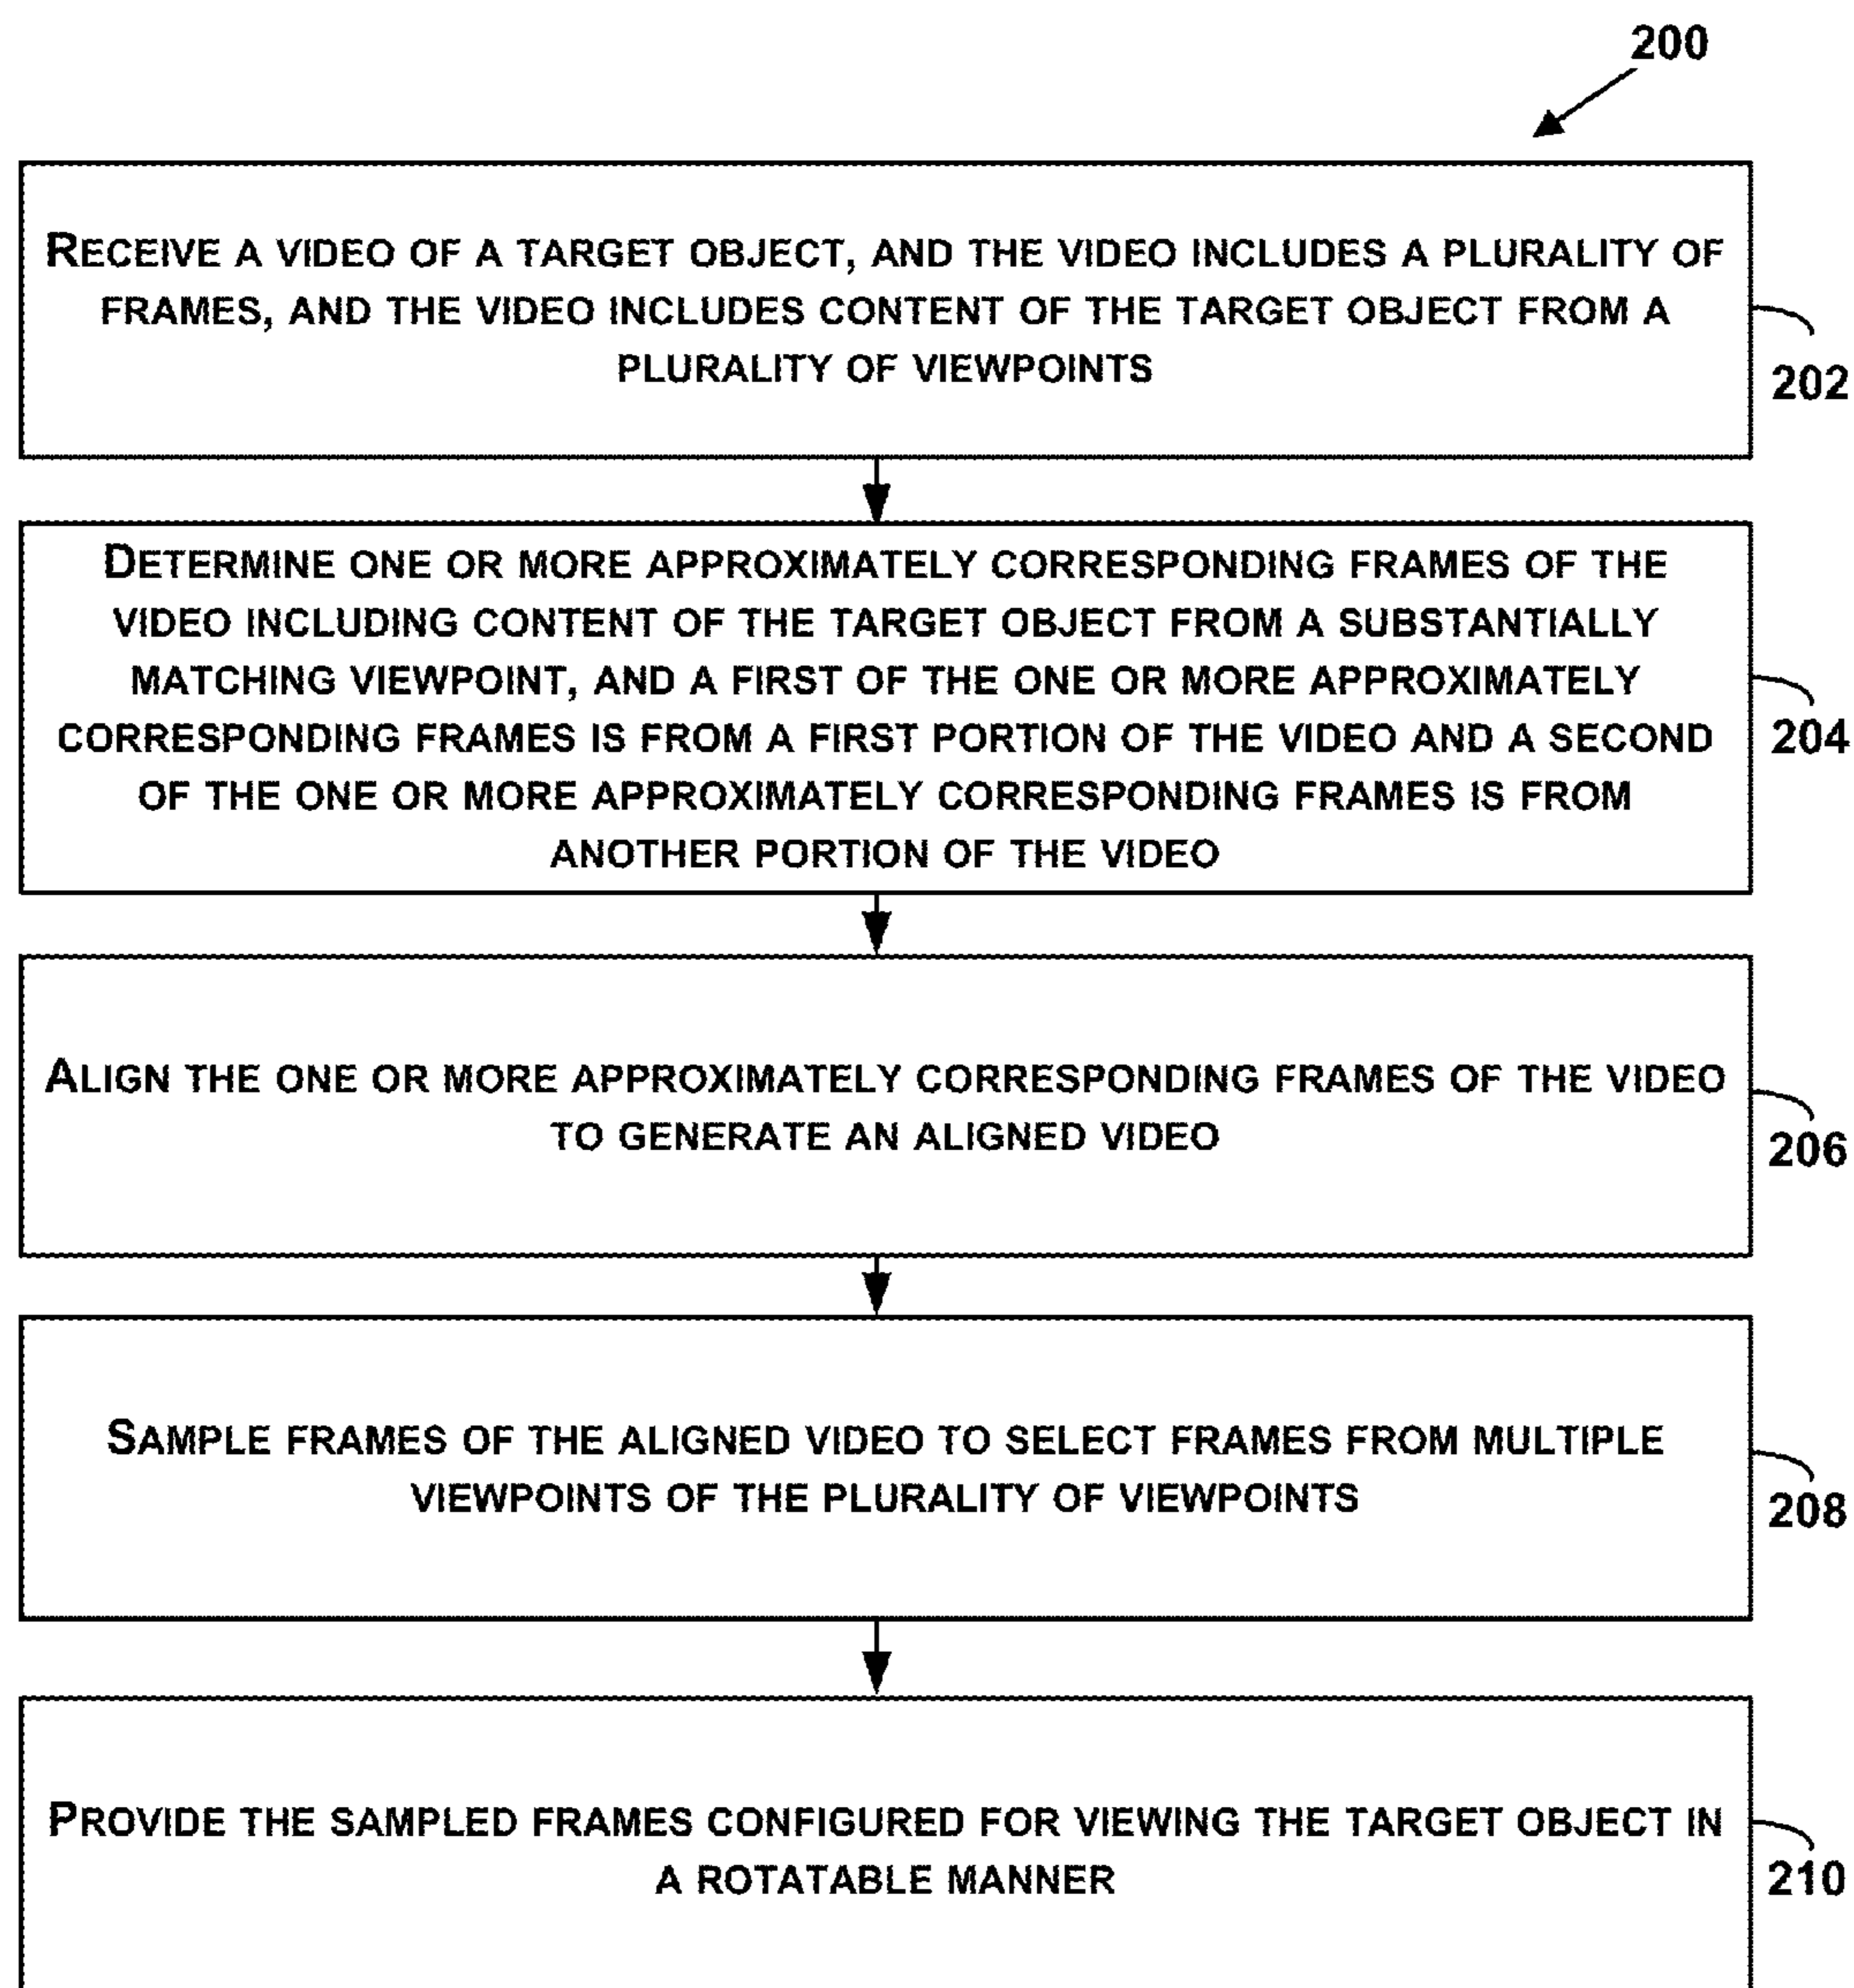 200
RECEIVE A VIDEO OF A TARGET OBJECT, AND THE VIDEO INCLUDES A PLURALITY OF
FRAMES, AND THE VIDEO INCLUDES CONTENT OF THE TARGET OBJECT FROM A
PLURALITY OF VIEWPOINTS
202
DETERMINE ONE OR MORE APPROXIMATELY CORRESPONDING FRAMES OF THE
VIDEO INCLUDING CONTENT OF THE TARGET OBJECT FROM A SUBSTANTIALLY
MATCHING VIEWPOINT, AND A FIRST OF THE ONE OR MORE APPROXIMATELY
CORRESPONDING FRAMES IS FROM A FIRST PORTION OF THE VIDEO AND A SECOND
OF THE ONE OR MORE APPROXIMATELY CORRESPONDING FRAMES IS FROM
ANOTHER PORTION OF THE VIDEO
204
ALIGN THE ONE OR MORE APPROXIMATELY CORRESPONDING FRAMES OF THE VIDEO
TO GENERATE AN ALIGNED VIDEO
206
SAMPLE FRAMES OF THE ALIGNED VIDEO TO SELECT FRAMES FROM MULTIPLE
VIEWPOINTS OF THE PLURALITY OF VIEWPOINTS
208
PROVIDE THE SAMPLED FRAMES CONFIGURED FOR VIEWING THE TARGET OBJECT IN
A ROTATABLE MANNER
210